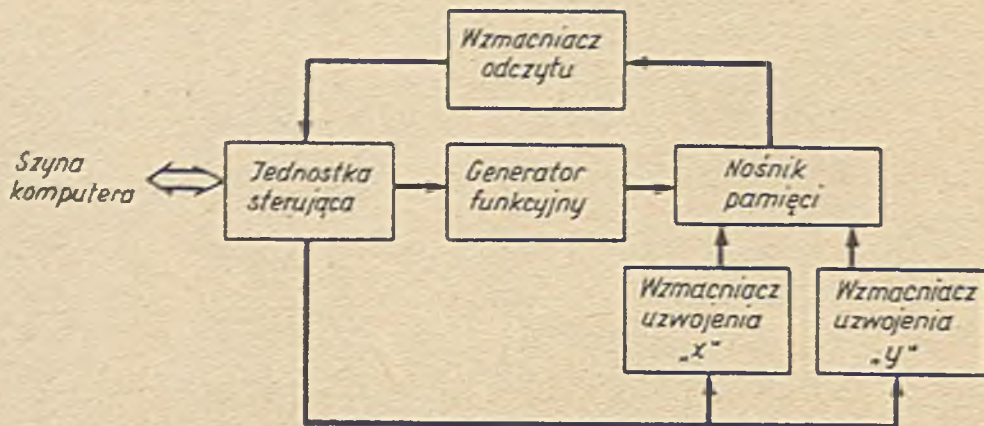 Wzmacniacz
odczytu
Szyna
komputera
Jednostka
sterująca
Generator
funkcyjny
Nośnik
pamięci
Wzmacniacz
uzwojenia
„x"
Wzmacniacz
uzwojenia
„y"